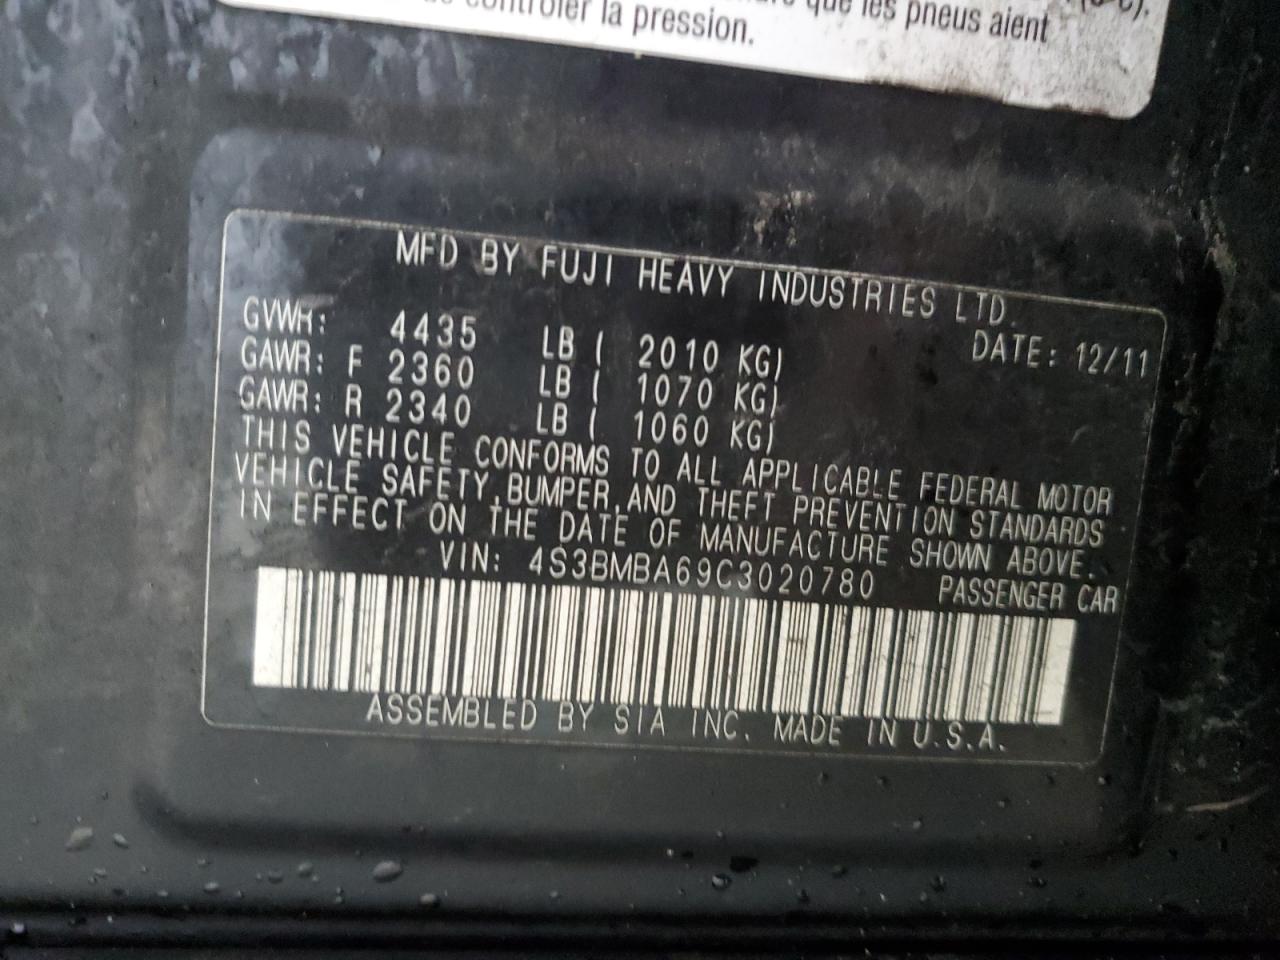 que les pneus aient
contrôler la pression.
MFD BY FUJI HEAVY INDUSTRIES LTD.
GVWR: 4435 LB ( 2010 KG) DATE: 12/11
GAWR: F 2360 LB ( 1070 KG)
GAWR: R 2340 LB ( 1060 KG)
THIS VEHICLE CONFORMS TO ALL APPLICABLE FEDERAL MOTOR
VEHICLE SAFETY, BUMPER, AND THEFT PREVENTION STANDARDS
IN EFFECT ON THE DATE OF MANUFACTURE SHOWN ABOVE.
VIN: 4S3BMBA69C3020780 PASSENGER CAR
ASSEMBLED BY SIA INC. MADE IN U.S.A.